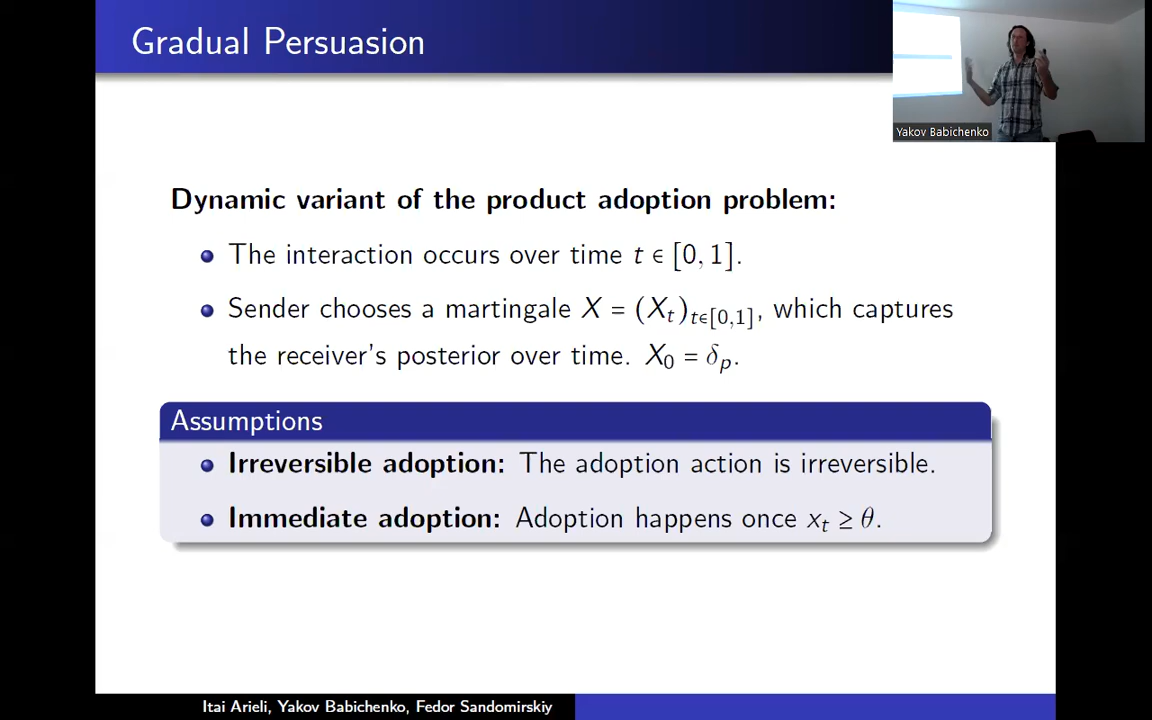 Gradual Persuasion
Yakov Babichenko
Dynamic variant of the product adoption problem:
The interaction occurs over time t ∈ [0, 1].
Sender chooses a martingale X = (X_t)_{t∈[0,1]}, which captures
the receiver's posterior over time. X_0 = δ_p.
Assumptions
Irreversible adoption: The adoption action is irreversible.
Immediate adoption: Adoption happens once x_t ≥ θ.
Itai Arieli, Yakov Babichenko, Fedor Sandomirskiy